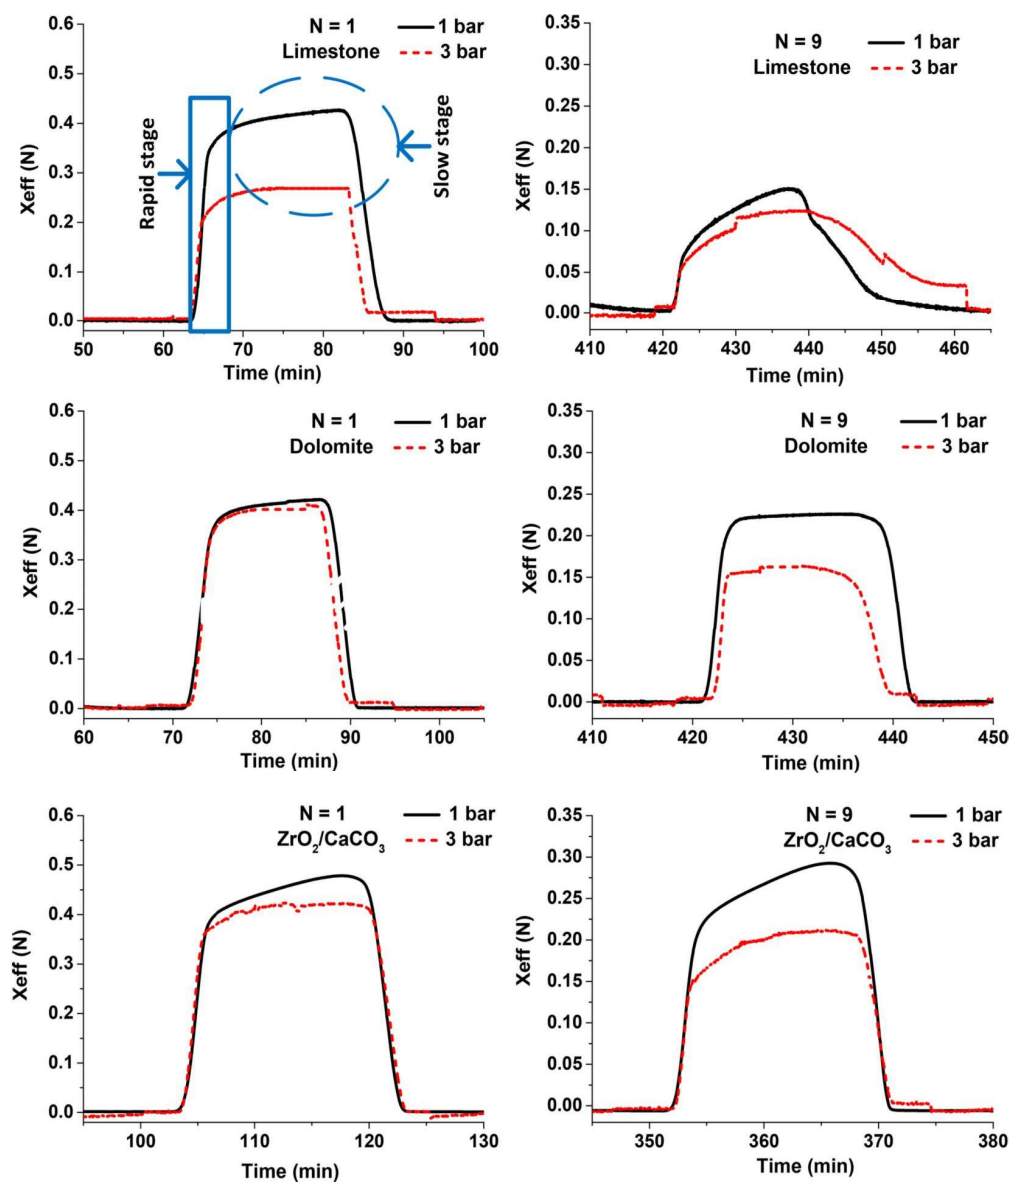 N = 1 1 bar
Limestone 3 bar
Rapid stage
Slow stage
Xeff (N)
0.6
0.5
0.4
0.3
0.2
0.1
0.0
50 60 70 80 90 100
Time (min)
N = 9 1 bar
Limestone 3 bar
Xeff (N)
0.35
0.30
0.25
0.20
0.15
0.10
0.05
0.00
410 420 430 440 450 460
Time (min)
N = 1 1 bar
Dolomite 3 bar
Xeff (N)
0.6
0.5
0.4
0.3
0.2
0.1
0.0
60 70 80 90 100
Time (min)
N = 9 1 bar
Dolomite 3 bar
Xeff (N)
0.35
0.30
0.25
0.20
0.15
0.10
0.05
0.00
410 420 430 440 450
Time (min)
N = 1 1 bar
ZrO₂/CaCO₃ 3 bar
Xeff (N)
0.6
0.5
0.4
0.3
0.2
0.1
0.0
100 110 120 130
Time (min)
N = 9 1 bar
ZrO₂/CaCO₃ 3 bar
Xeff (N)
0.35
0.30
0.25
0.20
0.15
0.10
0.05
0.00
350 360 370 380
Time (min)